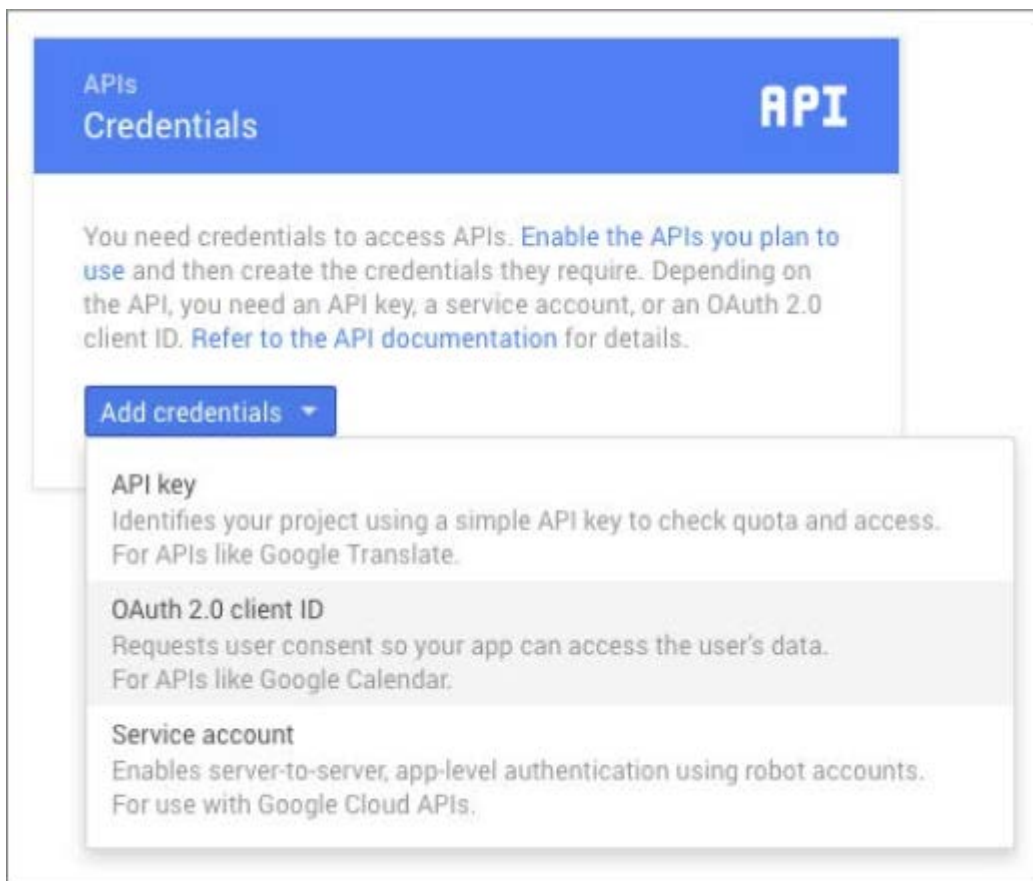 APIs
Credentials
API
You need credentials to access APIs. Enable the APIs you plan to
use and then create the credentials they require. Depending on
the API, you need an API key, a service account, or an OAuth 2.0
client ID. Refer to the API documentation for details.
Add credentials
API key
Identifies your project using a simple API key to check quota and access.
For APIs like Google Translate.
OAuth 2.0 client ID
Requests user consent so your app can access the user's data.
For APIs like Google Calendar.
Service account
Enables server-to-server, app-level authentication using robot accounts.
For use with Google Cloud APIs.